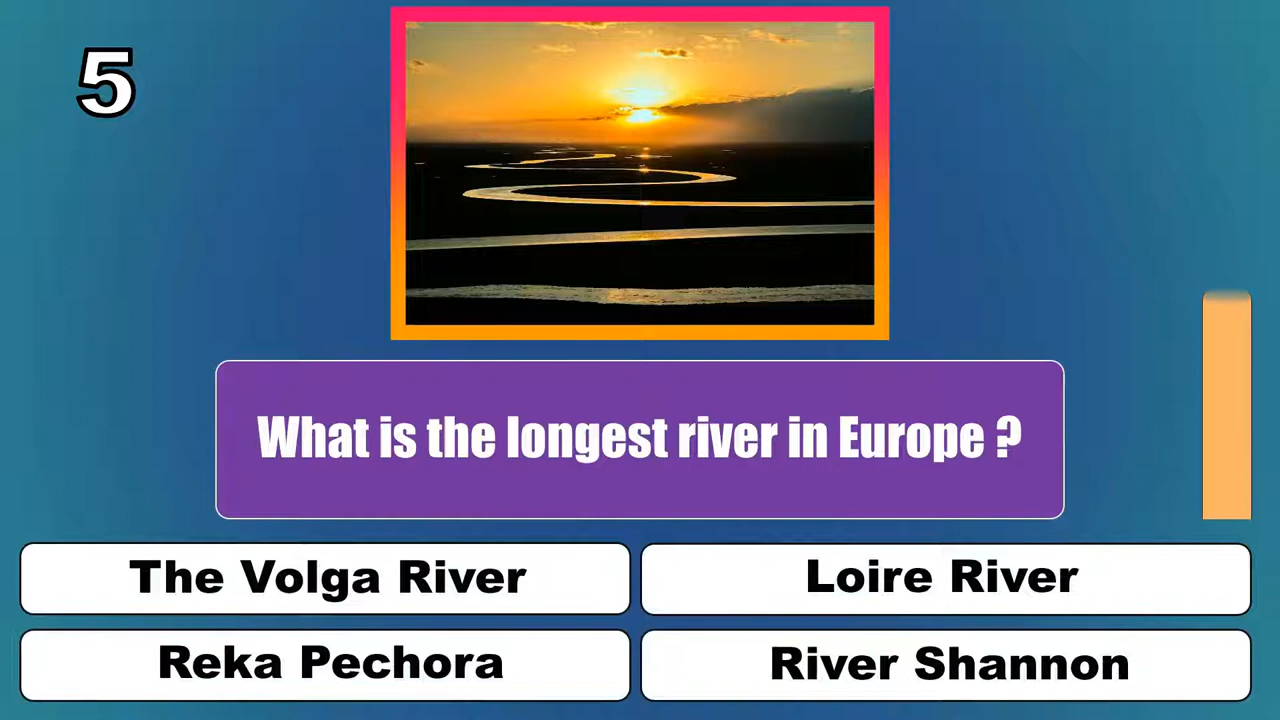 5
What is the longest river in Europe ?
The Volga River
Loire River
Reka Pechora
River Shannon